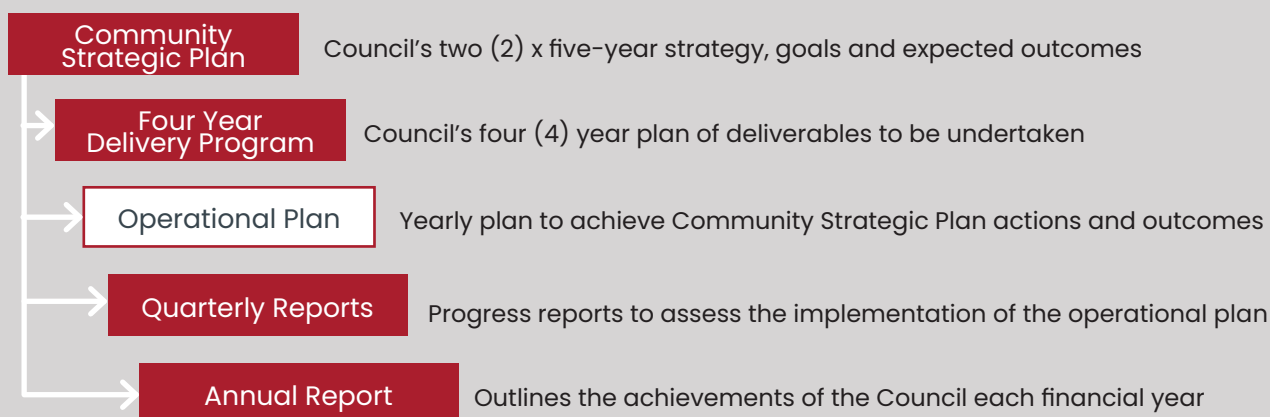 Community
Strategic Plan
Council's two (2) x five-year strategy, goals and expected outcomes
Four Year
Delivery Program
Council's four (4) year plan of deliverables to be undertaken
Operational Plan
Yearly plan to achieve Community Strategic Plan actions and outcomes
Quarterly Reports
Progress reports to assess the implementation of the operational plan
Annual Report
Outlines the achievements of the Council each financial year